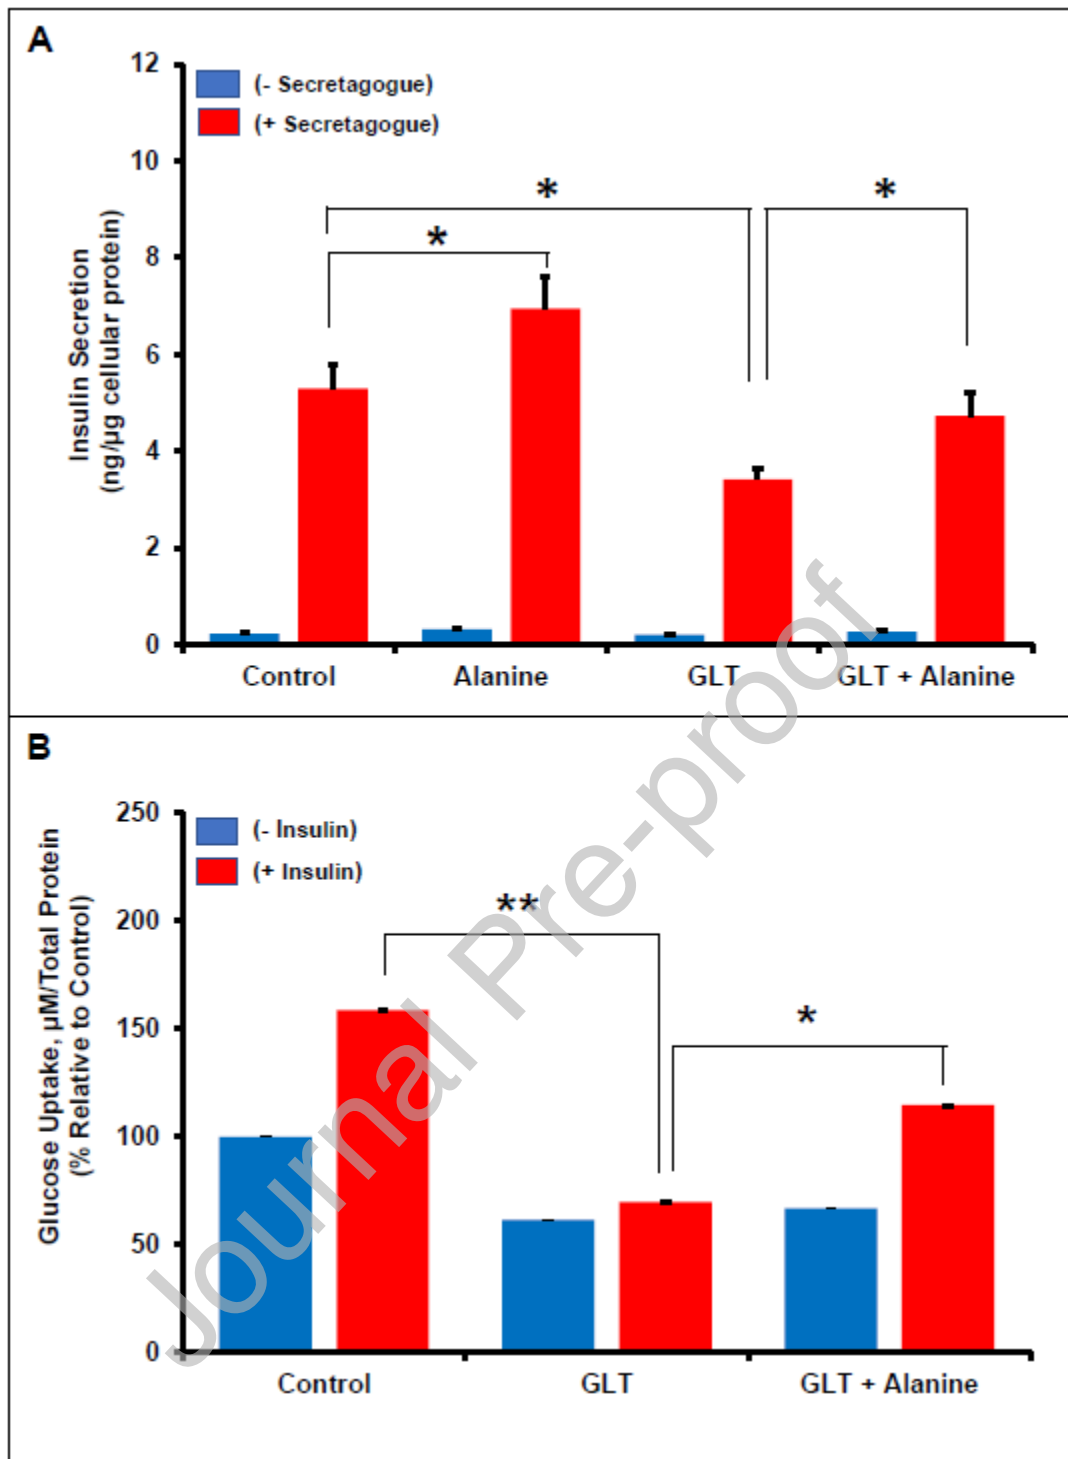 A
12
10
8
6
4
2
0
Insulin Secretion
(ng/µg cellular protein)
(- Secretagogue)
(+ Secretagogue)
*
*
*
Control
Alanine
GLT
GLT + Alanine
B
250
200
150
100
50
0
Glucose Uptake, µM/Total Protein
(% Relative to Control)
(- Insulin)
(+ Insulin)
**
*
Control
GLT
GLT + Alanine
Journal Pre-proof